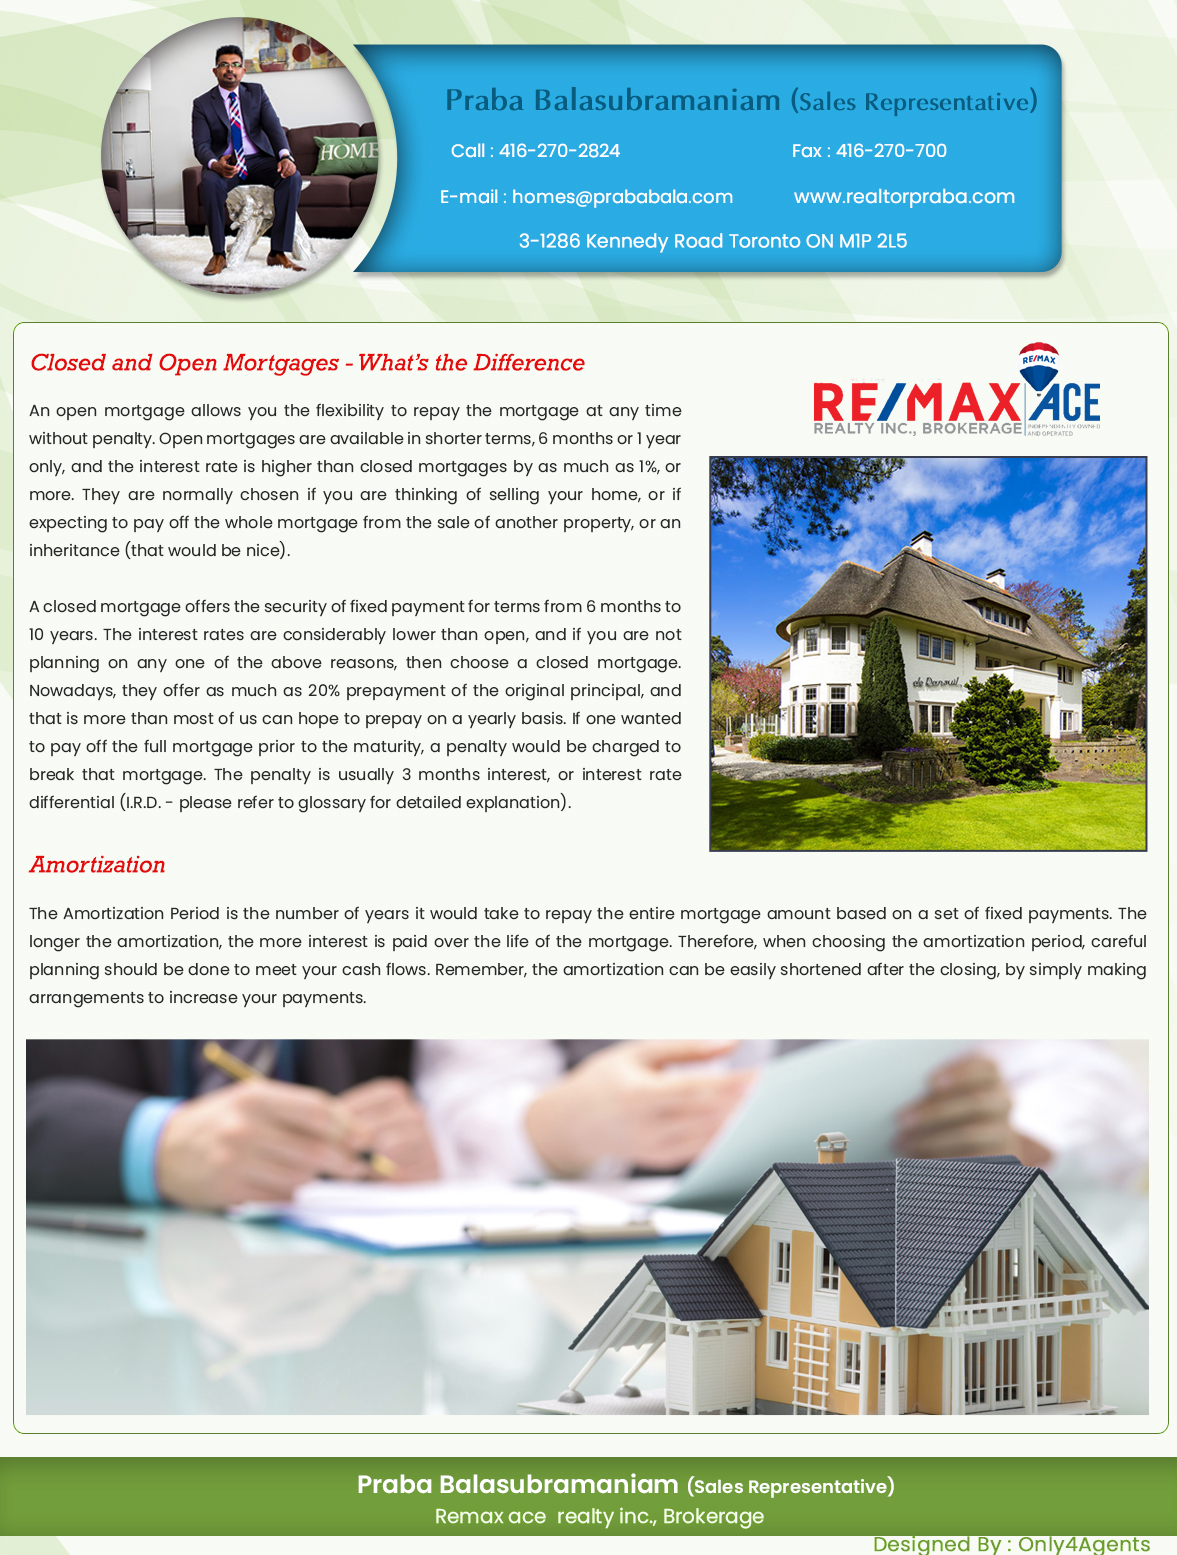 Praba Balasubramaniam (Sales Representative)
Call : 416-270-2824
Fax : 416-270-700
E-mail : homes@prababala.com
www.realtorpraba.com
3-1286 Kennedy Road Toronto ON M1P 2L5
HOME
Closed and Open Mortgages - What's the Difference
An open mortgage allows you the flexibility to repay the mortgage at any time
without penalty. Open mortgages are available in shorter terms, 6 months or 1 year
only, and the interest rate is higher than closed mortgages by as much as 1%, or
more. They are normally chosen if you are thinking of selling your home, or if
expecting to pay off the whole mortgage from the sale of another property, or an
inheritance (that would be nice).
A closed mortgage offers the security of fixed payment for terms from 6 months to
10 years. The interest rates are considerably lower than open, and if you are not
planning on any one of the above reasons, then choose a closed mortgage.
Nowadays, they offer as much as 20% prepayment of the original principal, and
that is more than most of us can hope to prepay on a yearly basis. If one wanted
to pay off the full mortgage prior to the maturity, a penalty would be charged to
break that mortgage. The penalty is usually 3 months interest, or interest rate
differential (I.R.D. - please refer to glossary for detailed explanation).
RE/MAX
RE/MAX ACE
REALTY INC., BROKERAGE
INDEPENDENTLY OWNED
AND OPERATED
Amortization
The Amortization Period is the number of years it would take to repay the entire mortgage amount based on a set of fixed payments. The
longer the amortization, the more interest is paid over the life of the mortgage. Therefore, when choosing the amortization period, careful
planning should be done to meet your cash flows. Remember, the amortization can be easily shortened after the closing, by simply making
arrangements to increase your payments.
Praba Balasubramaniam (Sales Representative)
Remax ace realty inc., Brokerage
Designed By : Only4Agents